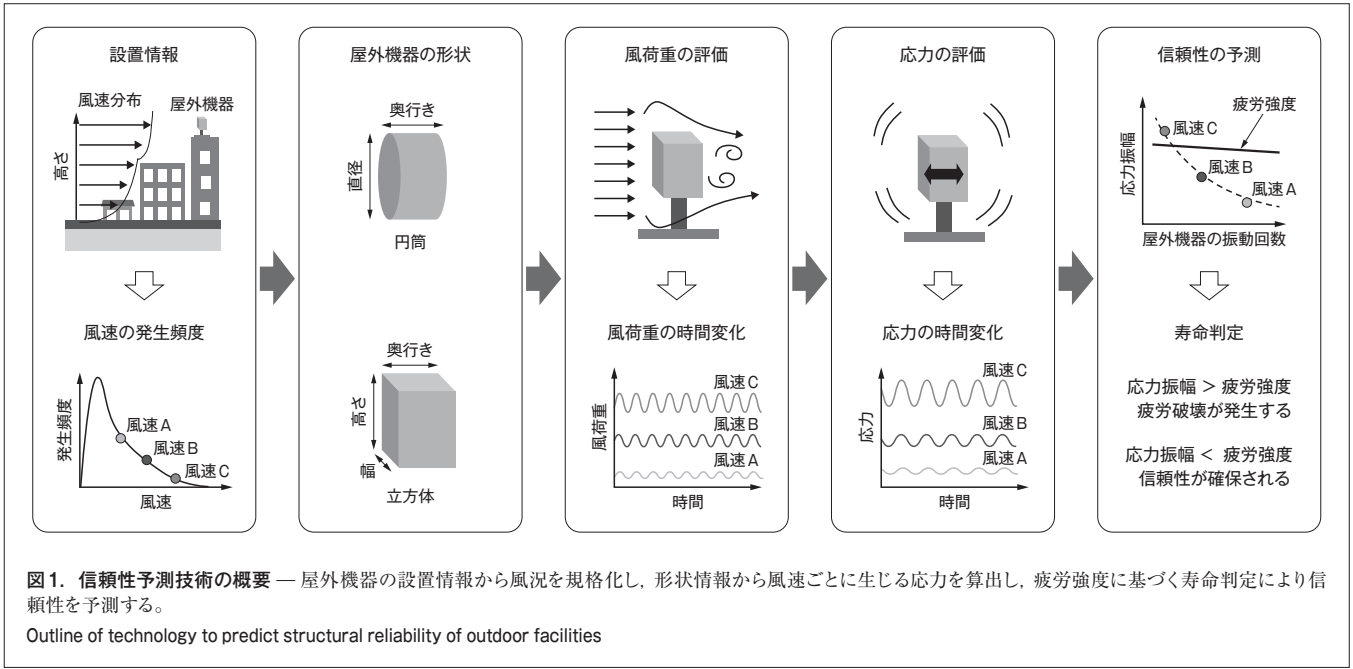 設置情報
風速分布
屋外機器
高さ
風速の発生頻度
発生頻度
風速A
風速B
風速C
風速
屋外機器の形状
奥行き
直径
円筒
奥行き
高さ
幅
立方体
風荷重の評価
風荷重の時間変化
風荷重
風速C
風速B
風速A
時間
応力の評価
応力の時間変化
応力
風速C
風速B
風速A
時間
信頼性の予測
疲労強度
応力振幅
風速C
風速B
風速A
屋外機器の振動回数
寿命判定
応力振幅 > 疲労強度
疲労破壊が発生する
応力振幅 < 疲労強度
信頼性が確保される
図1. 信頼性予測技術の概要 — 屋外機器の設置情報から風況を規格化し,形状情報から風速ごとに生じる応力を算出し,疲労強度に基づく寿命判定により信
頼性を予測する。
Outline of technology to predict structural reliability of outdoor facilities